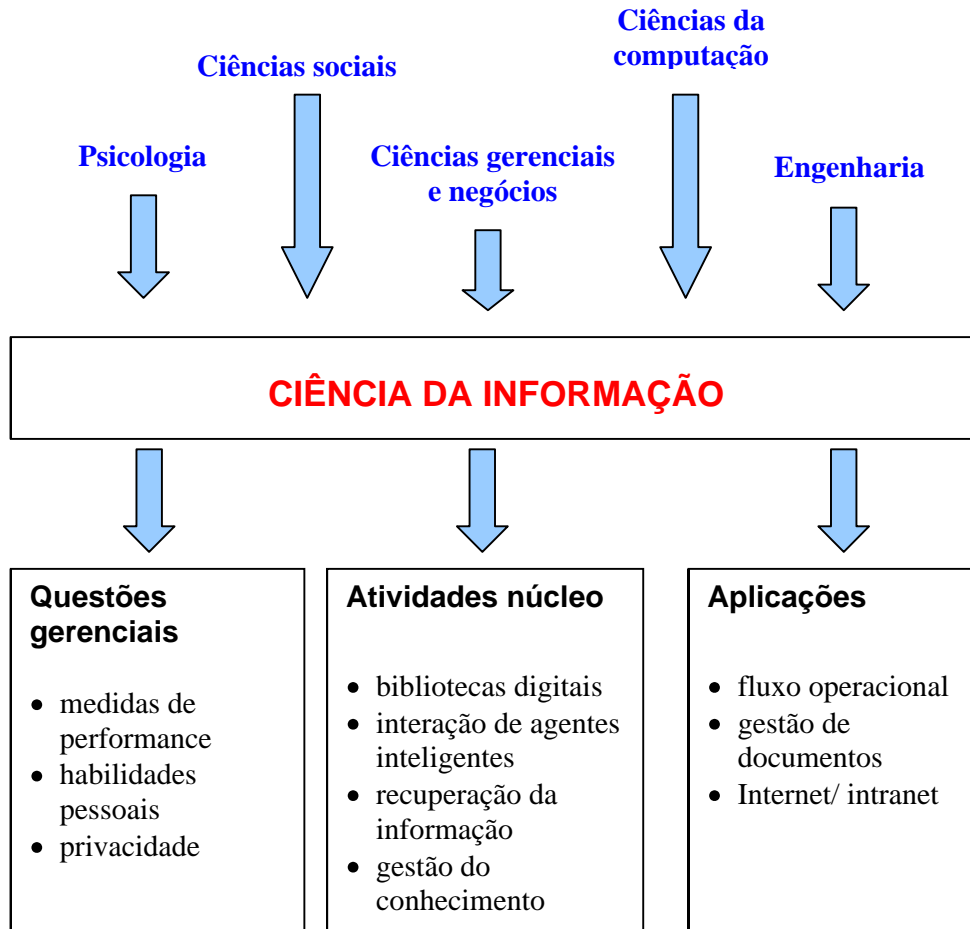 Ciências da
computação
Ciências sociais
Psicologia
Ciências gerenciais
e negócios
Engenharia
CIÊNCIA DA INFORMAÇÃO
Questões
gerenciais
• medidas de
performance
• habilidades
pessoais
• privacidade
Atividades núcleo
• bibliotecas digitais
• interação de agentes
inteligentes
• recuperação da
informação
• gestão do
conhecimento
Aplicações
• fluxo operacional
• gestão de
documentos
• Internet/ intranet